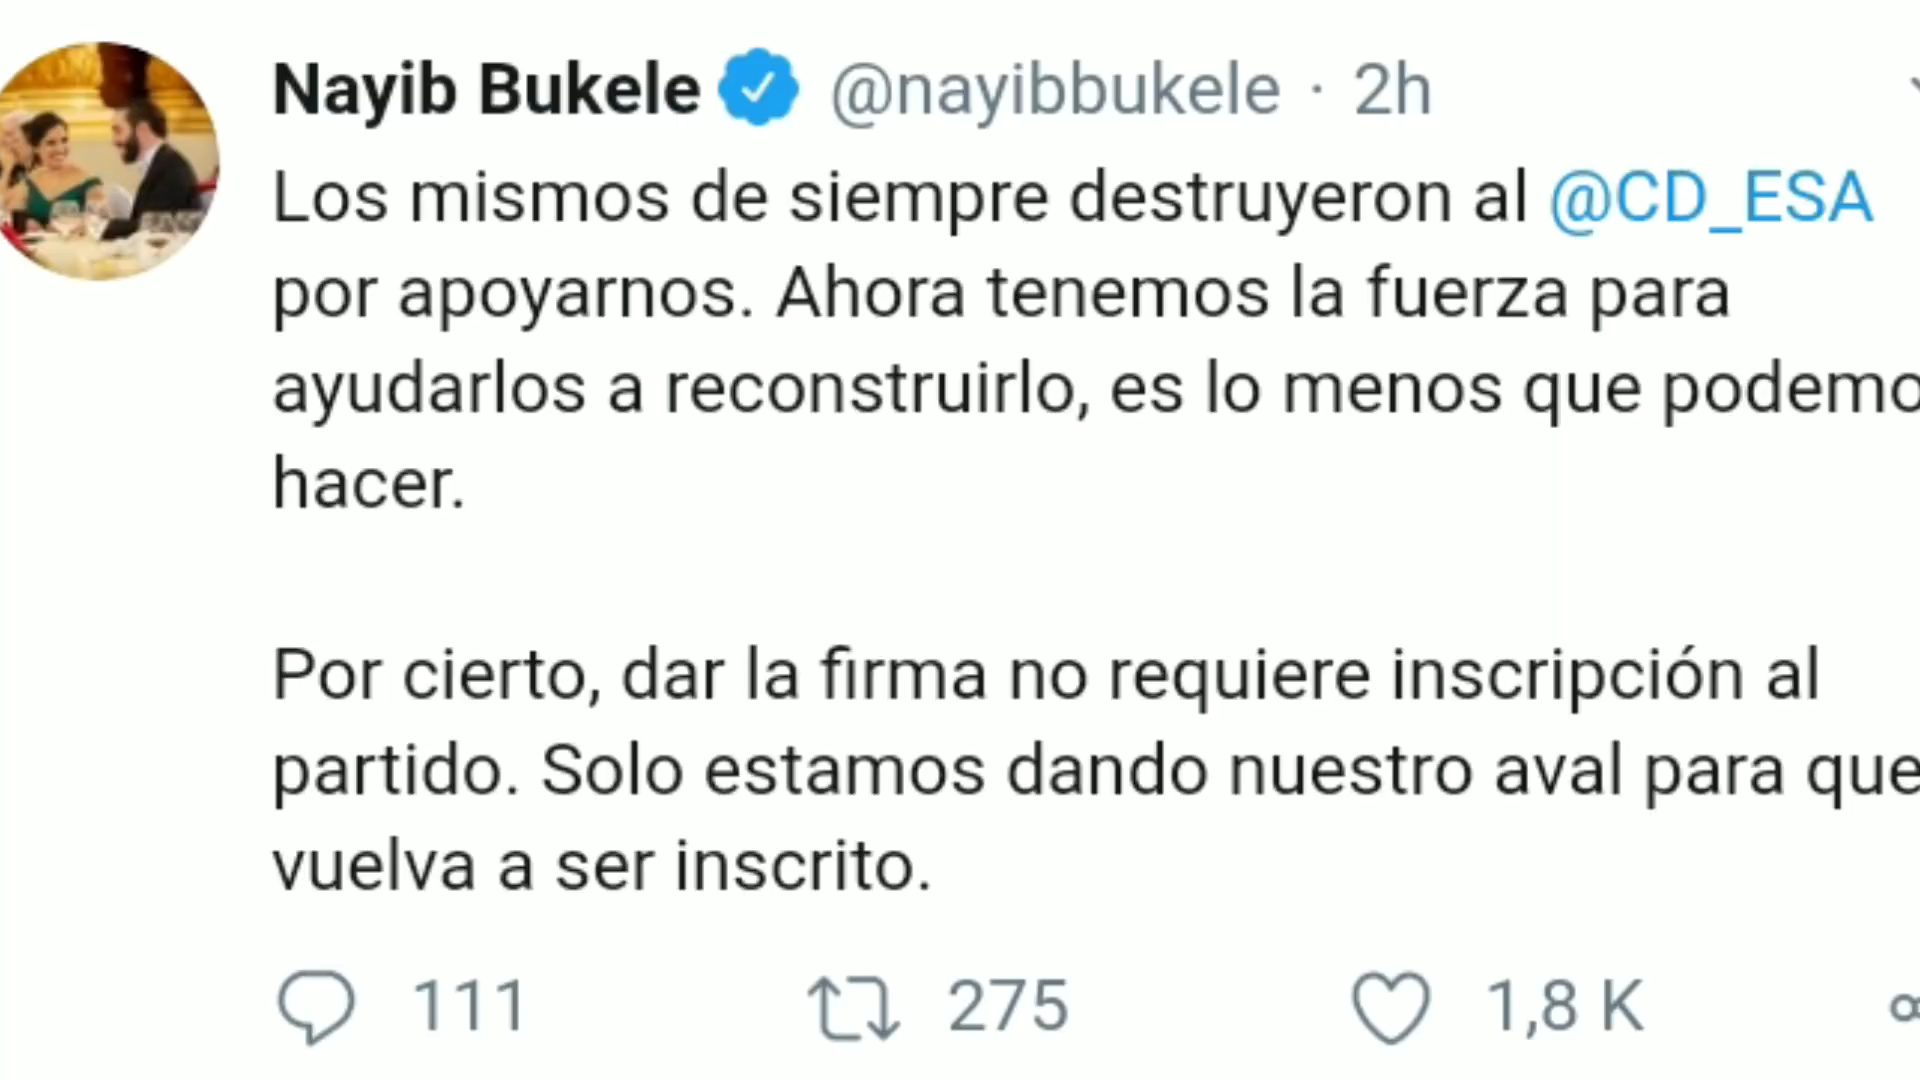 Nayib Bukele @nayibbukele · 2h
Los mismos de siempre destruyeron al @CD_ESA
por apoyarnos. Ahora tenemos la fuerza para
ayudarlos a reconstruirlo, es lo menos que podemo
hacer.
Por cierto, dar la firma no requiere inscripción al
partido. Solo estamos dando nuestro aval para que
vuelva a ser inscrito.
111 275 1,8 K